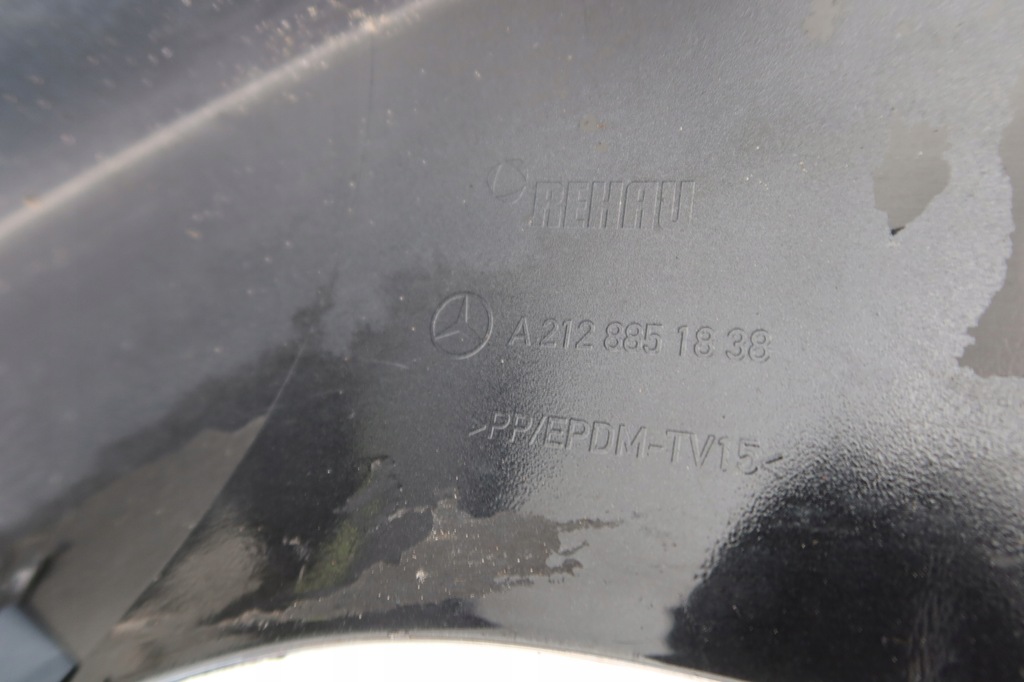 REHAU
A 212 885 18 38
>PP/EPDM-TV15<